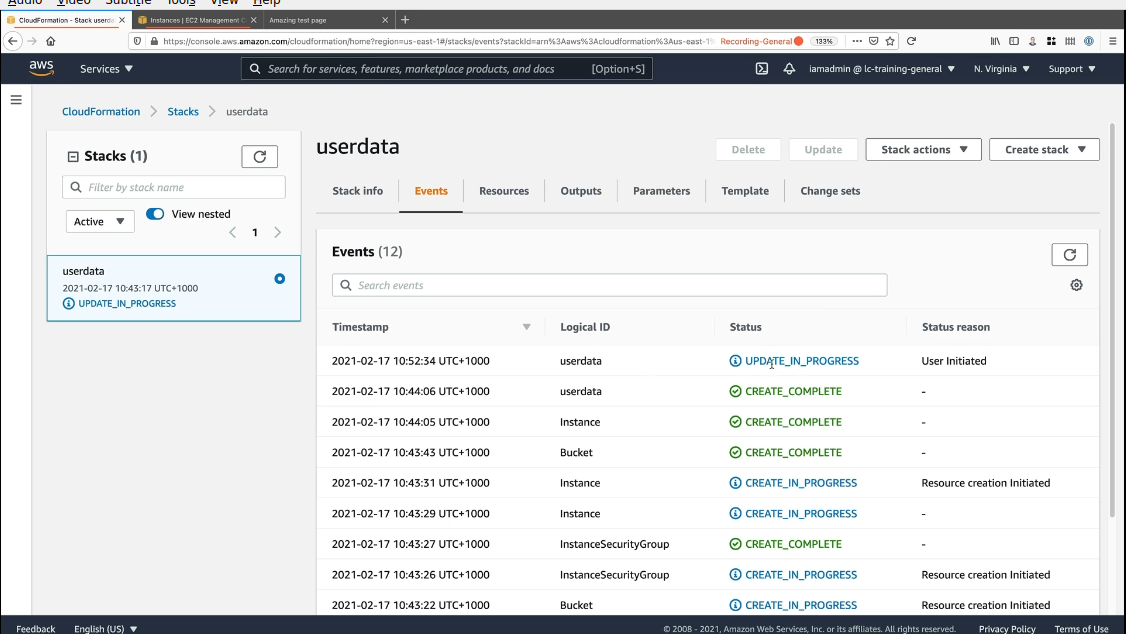 Audio Video Subtitle Tools View Help
CloudFormation - Stack userda
Instances | EC2 Management C
Amazing test page
https://console.aws.amazon.com/cloudformation/home?region=us-east-1#/stacks/events?stackId=arn%3Aaws%3Acloudformation%3Aus-east-1% Recording-General 133%
aws Services Search for services, features, marketplace products, and docs [Option+S] iamadmin @ lc-training-general N. Virginia Support
CloudFormation > Stacks > userdata
Stacks (1)
Filter by stack name
Active View nested
1
userdata
2021-02-17 10:43:17 UTC+1000
UPDATE_IN_PROGRESS
userdata Delete Update Stack actions Create stack
Stack info Events Resources Outputs Parameters Template Change sets
Events (12)
Search events
Timestamp Logical ID Status Status reason
2021-02-17 10:52:34 UTC+1000 userdata UPDATE_IN_PROGRESS User Initiated
2021-02-17 10:44:06 UTC+1000 userdata CREATE_COMPLETE -
2021-02-17 10:44:05 UTC+1000 Instance CREATE_COMPLETE -
2021-02-17 10:43:43 UTC+1000 Bucket CREATE_COMPLETE -
2021-02-17 10:43:31 UTC+1000 Instance CREATE_IN_PROGRESS Resource creation Initiated
2021-02-17 10:43:29 UTC+1000 Instance CREATE_IN_PROGRESS -
2021-02-17 10:43:27 UTC+1000 InstanceSecurityGroup CREATE_COMPLETE -
2021-02-17 10:43:26 UTC+1000 InstanceSecurityGroup CREATE_IN_PROGRESS Resource creation Initiated
2021-02-17 10:43:22 UTC+1000 Bucket CREATE_IN_PROGRESS Resource creation Initiated
Feedback English (US) © 2008 - 2021, Amazon Web Services, Inc. or its affiliates. All rights reserved. Privacy Policy Terms of Use